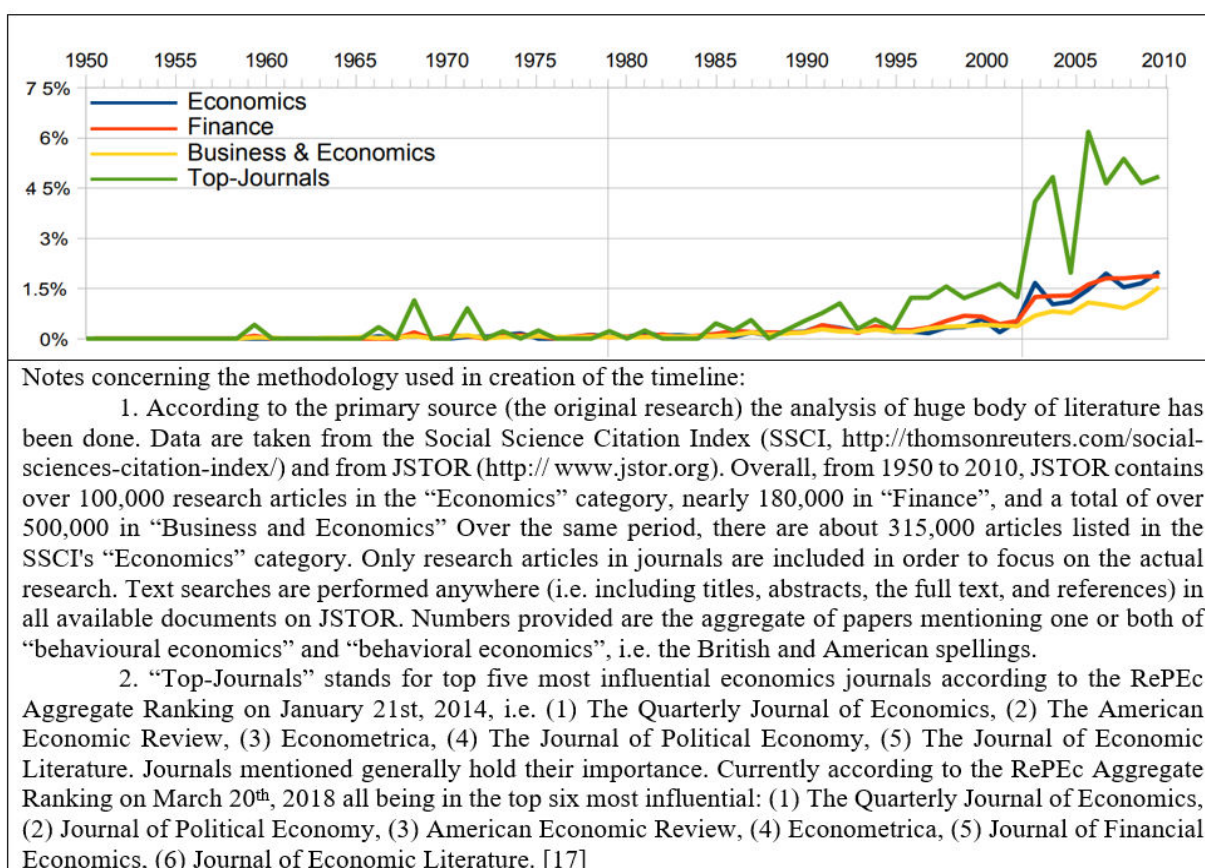 1950 1955 1960 1965 1970 1975 1980 1985 1990 1995 2000 2005 2010
7 5%
Economics
Finance
6%
Business & Economics
Top-Journals
4 5%
3%
1.5%
0%
Notes concerning the methodology used in creation of the timeline:
1. According to the primary source (the original research) the analysis of huge body of literature has
been done. Data are taken from the Social Science Citation Index (SSCI, http://thomsonreuters.com/social-
sciences-citation-index/) and from JSTOR (http:// www.jstor.org). Overall, from 1950 to 2010, JSTOR contains
over 100,000 research articles in the “Economics” category, nearly 180,000 in “Finance”, and a total of over
500,000 in “Business and Economics” Over the same period, there are about 315,000 articles listed in the
SSCI's “Economics” category. Only research articles in journals are included in order to focus on the actual
research. Text searches are performed anywhere (i.e. including titles, abstracts, the full text, and references) in
all available documents on JSTOR. Numbers provided are the aggregate of papers mentioning one or both of
“behavioural economics” and “behavioral economics”, i.e. the British and American spellings.
2. “Top-Journals” stands for top five most influential economics journals according to the RePEc
Aggregate Ranking on January 21st, 2014, i.e. (1) The Quarterly Journal of Economics, (2) The American
Economic Review, (3) Econometrica, (4) The Journal of Political Economy, (5) The Journal of Economic
Literature. Journals mentioned generally hold their importance. Currently according to the RePEc Aggregate
Ranking on March 20th, 2018 all being in the top six most influential: (1) The Quarterly Journal of Economics,
(2) Journal of Political Economy, (3) American Economic Review, (4) Econometrica, (5) Journal of Financial
Economics, (6) Journal of Economic Literature. [17]